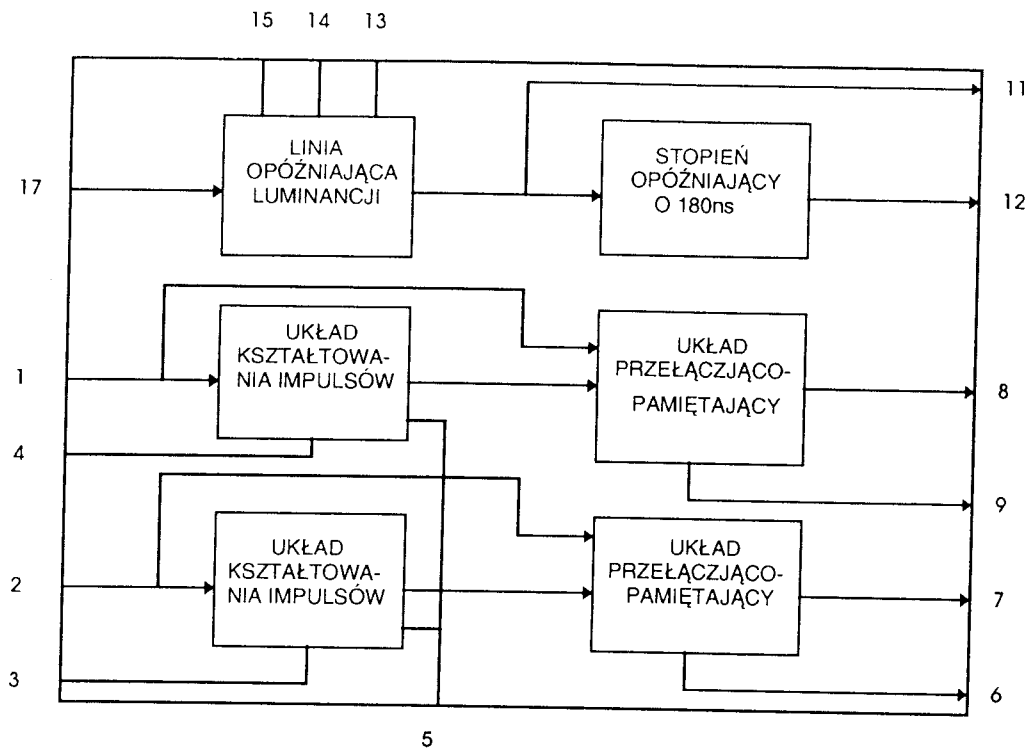 15 14 13
11
LINIA
OPÓŹNIAJĄCA
LUMINANCJI
STOPIEŃ
OPÓŹNIAJĄCY
O 180ns
17
12
UKŁAD
KSZTAŁTOWA-
NIA IMPULSÓW
UKŁAD
PRZEŁĄCZJĄCO-
PAMIĘTAJĄCY
1
8
4
9
UKŁAD
KSZTAŁTOWA-
NIA IMPULSÓW
UKŁAD
PRZEŁĄCZJĄCO-
PAMIĘTAJĄCY
2
7
3
6
5